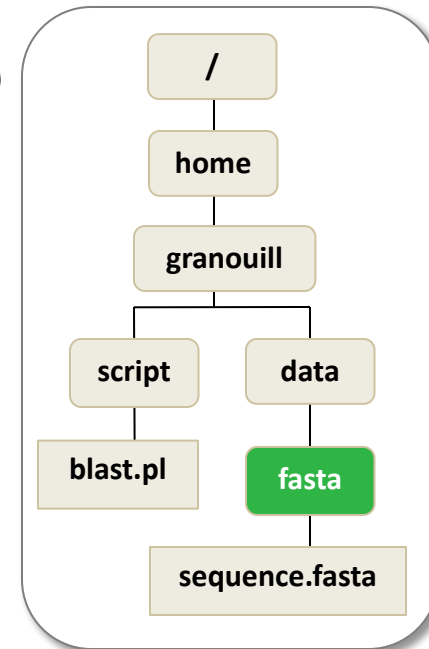 /
home
granouill
script data
blast.pl
fasta
sequence.fasta